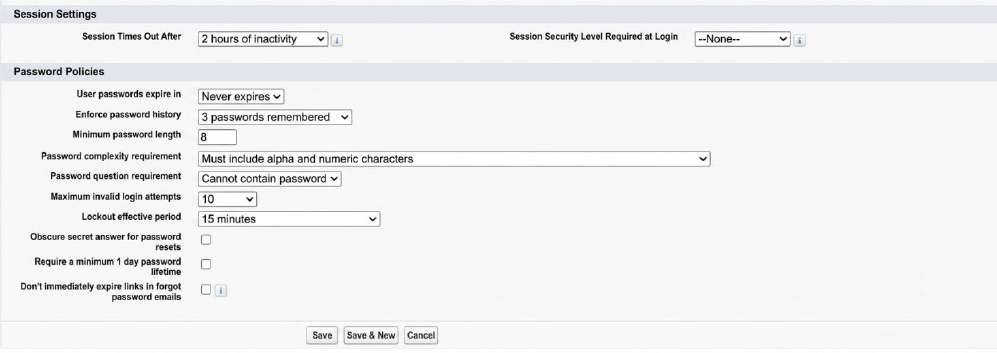 Session Settings
Session Times Out After 2 hours of inactivity i Session Security Level Required at Login --None-- i
Password Policies
User passwords expire in Never expires
Enforce password history 3 passwords remembered
Minimum password length 8
Password complexity requirement Must include alpha and numeric characters
Password question requirement Cannot contain password
Maximum invalid login attempts 10
Lockout effective period 15 minutes
Obscure secret answer for password
resets
Require a minimum 1 day password
lifetime
Don't immediately expire links in forgot
password emails i
Save Save & New Cancel